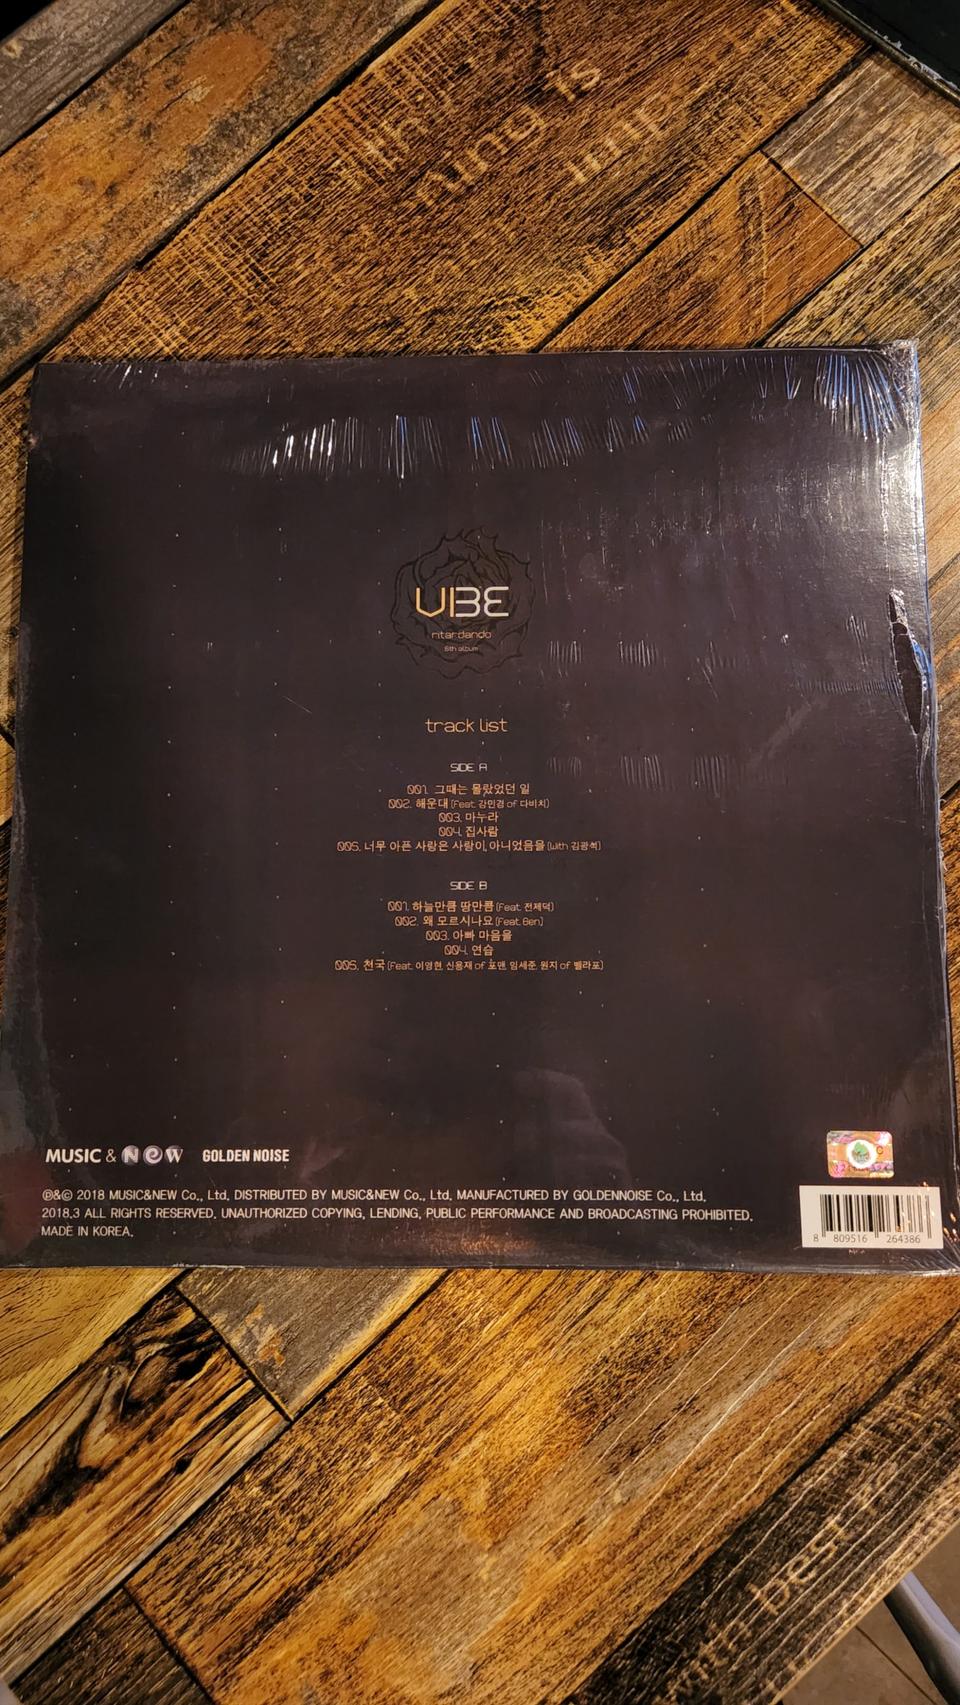 VIBE
ritardando
6th album
track list
SIDE A
001. 그때는 몰랐었던 일
002. 해운대 (Feat. 강민경 of 다비치)
003. 마누라
004. 집사람
005. 너무 아픈 사랑은 사랑이 아니었음을 (With 김광석)
SIDE B
001. 하늘만큼 땅만큼 (Feat. 전제덕)
002. 왜 모르시나요 (Feat. Ben)
003. 아빠 마음을
004. 연습
005. 천국 (Feat. 이영현, 신용재 of 포맨, 임세준, 원지 of 벨라포)
MUSIC & NEW GOLDEN NOISE
℗&© 2018 MUSIC&NEW Co., Ltd. DISTRIBUTED BY MUSIC&NEW Co., Ltd. MANUFACTURED BY GOLDENNOISE Co., Ltd.
2018.3 ALL RIGHTS RESERVED. UNAUTHORIZED COPYING, LENDING, PUBLIC PERFORMANCE AND BROADCASTING PROHIBITED.
MADE IN KOREA.
8 809516 264386